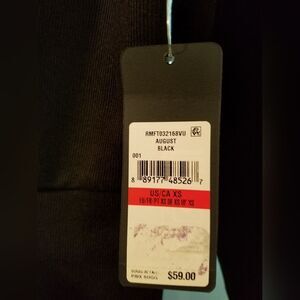 RMFT032168VU
AUGUST
BLACK
001
8 89177 48526 7
US/CA XS
$59.00